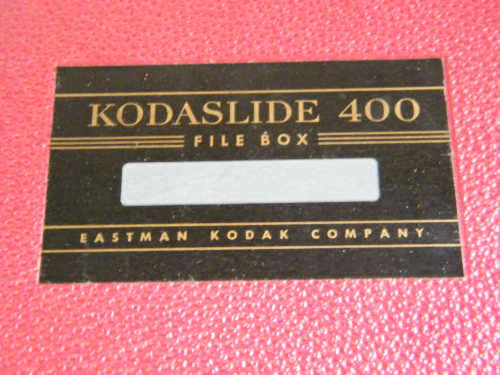 KODASLIDE 400
FILE BOX
EASTMAN KODAK COMPANY